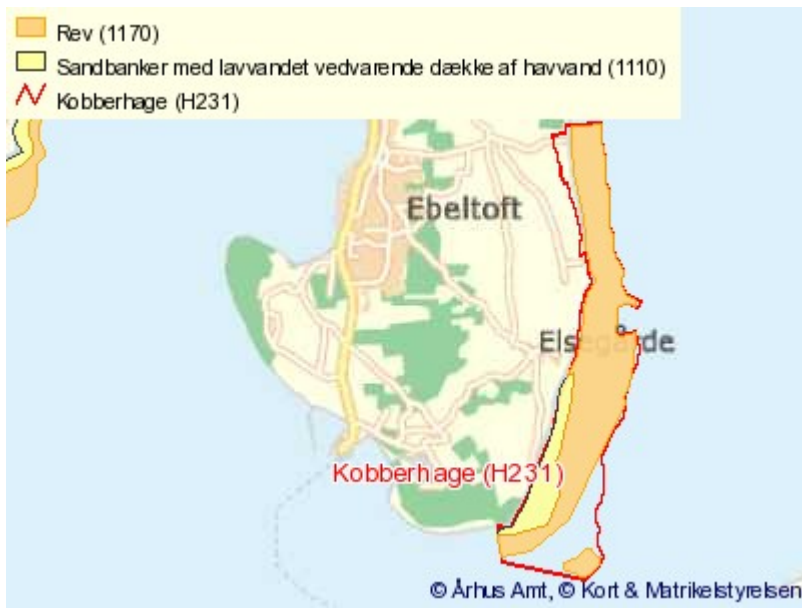 Rev (1170)
Sandbanker med lavvandet vedvarende dække af havvand (1110)
Kobberhage (H231)
Ebeltoft
Elsegårde
Kobberhage (H231)
© Århus Amt, © Kort & Matrikelstyrelsen